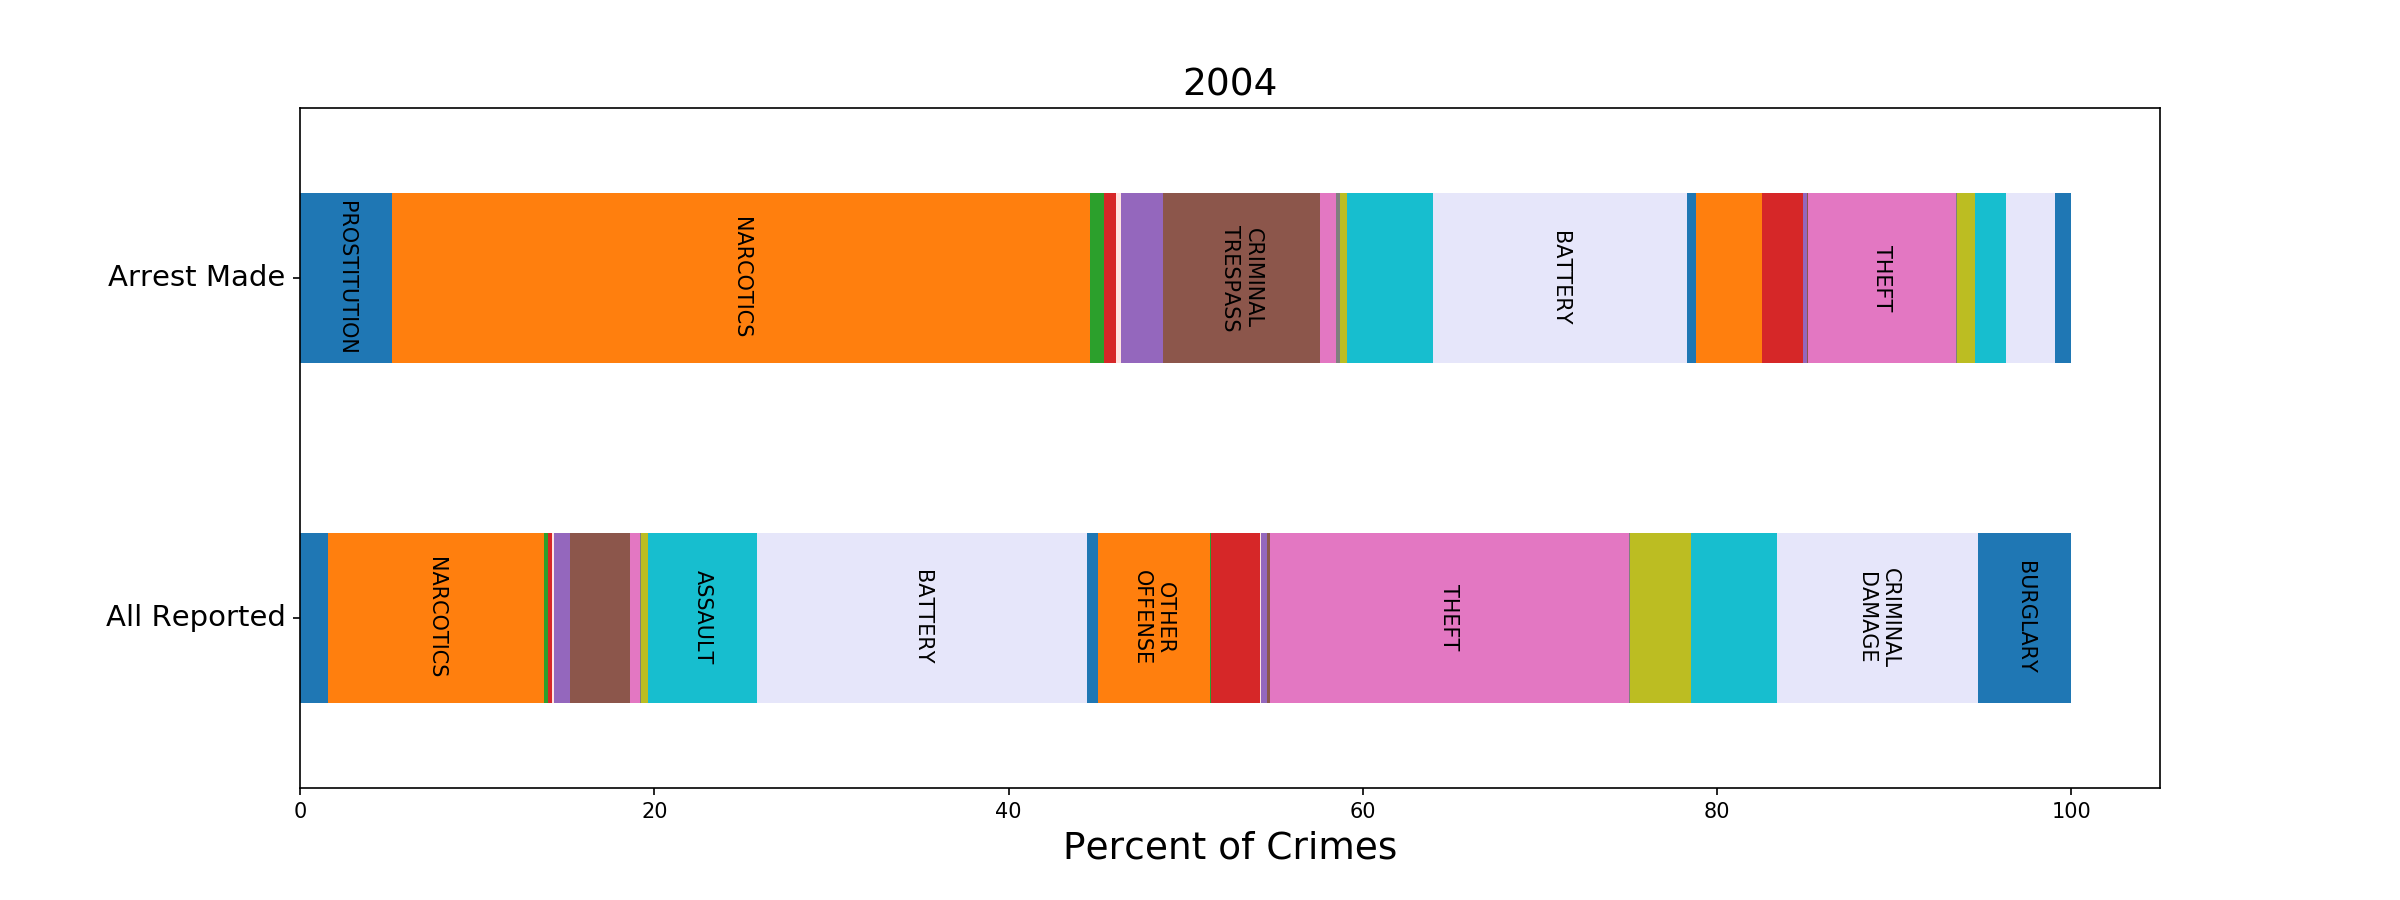 2004
Arrest Made
PROSTITUTION
NARCOTICS
CRIMINAL
TRESPASS
BATTERY
THEFT
All Reported
NARCOTICS
ASSAULT
BATTERY
OTHER
OFFENSE
THEFT
CRIMINAL
DAMAGE
BURGLARY
0 20 40 60 80 100
Percent of Crimes